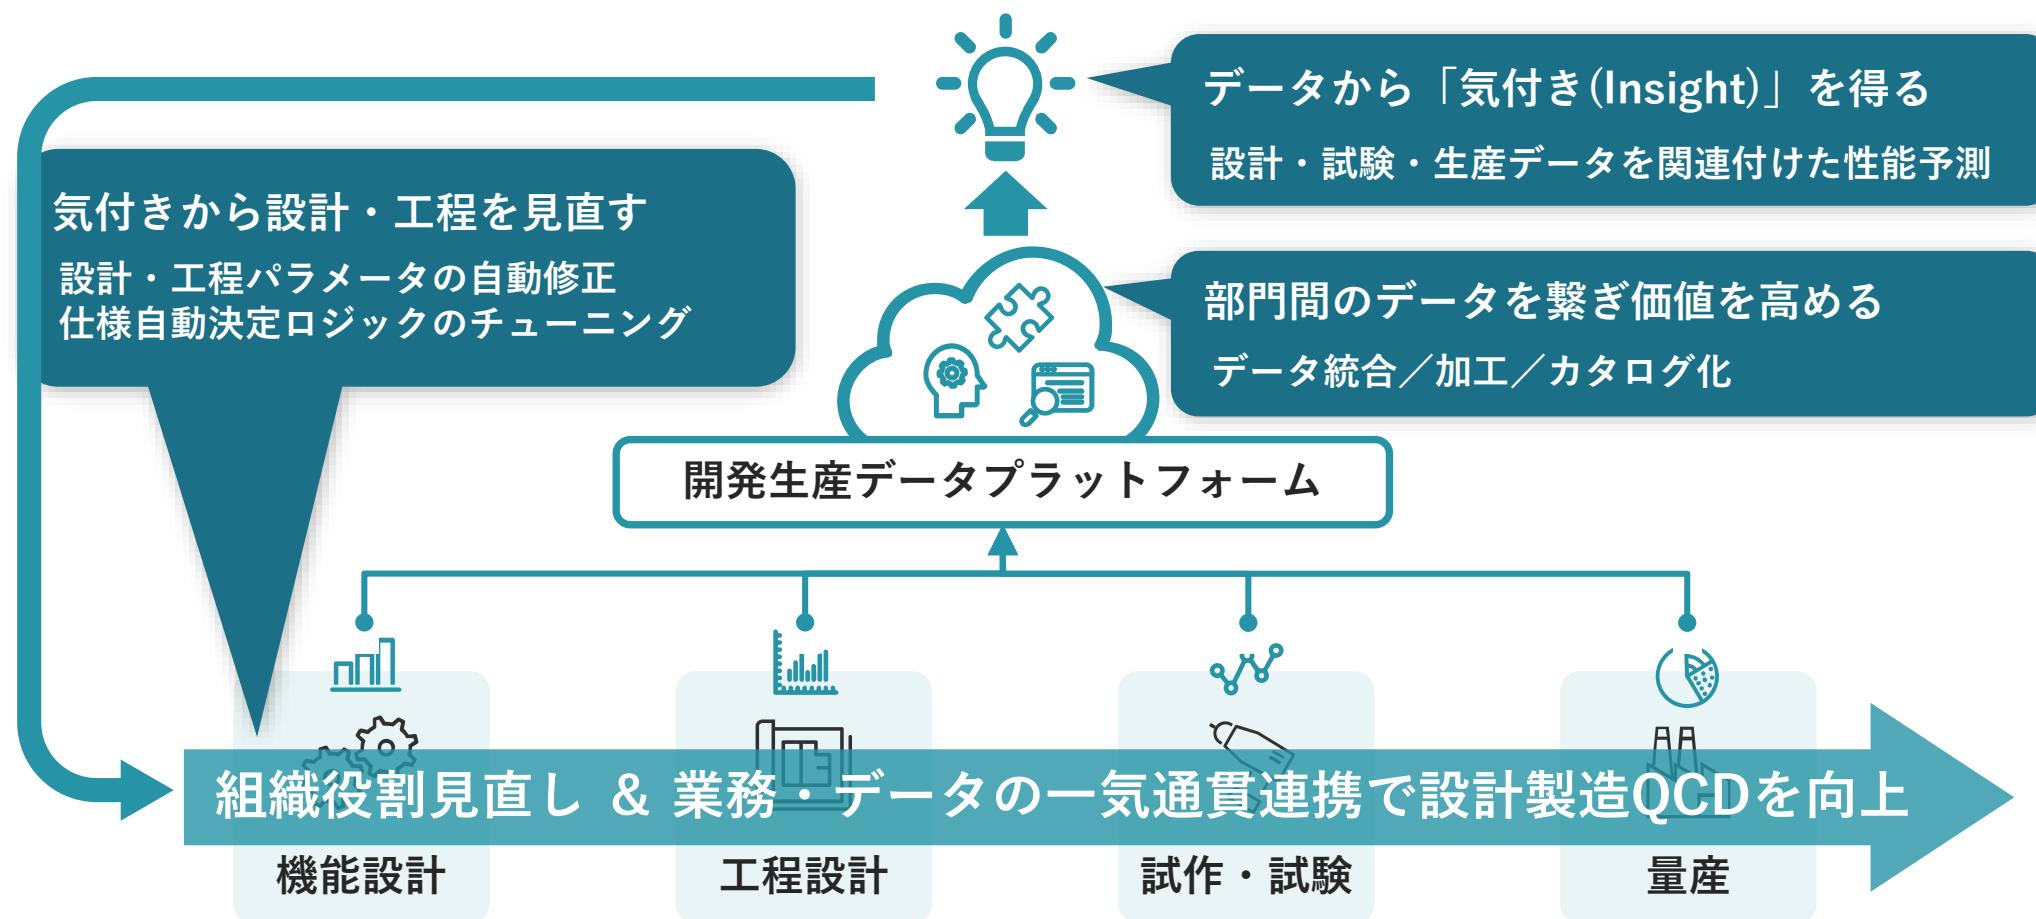 データから「気付き(Insight)」を得る
設計・試験・生産データを関連付けた性能予測
気付きから設計・工程を見直す
設計・工程パラメータの自動修正
仕様自動決定ロジックのチューニング
部門間のデータを繋ぎ価値を高める
データ統合／加工／カタログ化
開発生産データプラットフォーム
組織役割見直し & 業務・データの一気通貫連携で設計製造QCDを向上
機能設計
工程設計
試作・試験
量産